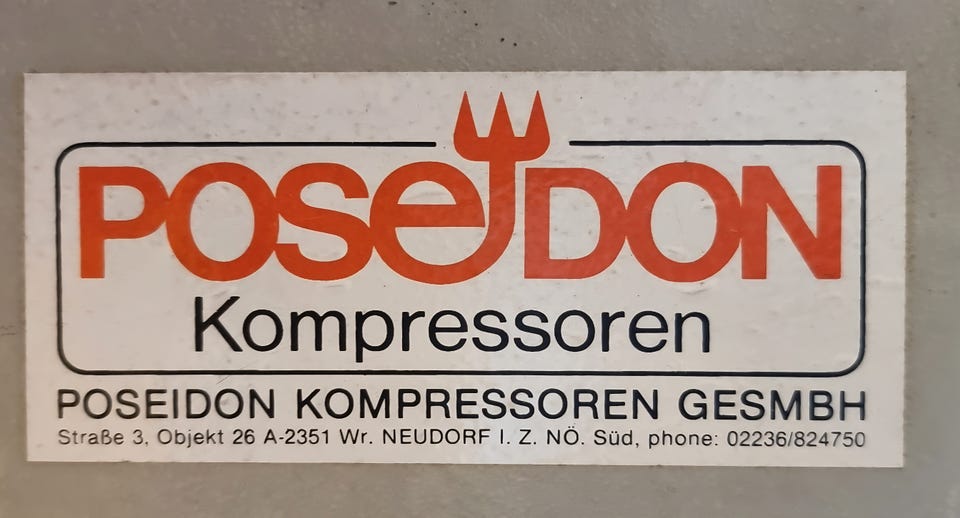 POSEIDON
Kompressoren
POSEIDON KOMPRESSOREN GESMBH
Straße 3, Objekt 26 A-2351 Wr. NEUDORF I. Z. NÖ. Süd, phone: 02236/824750